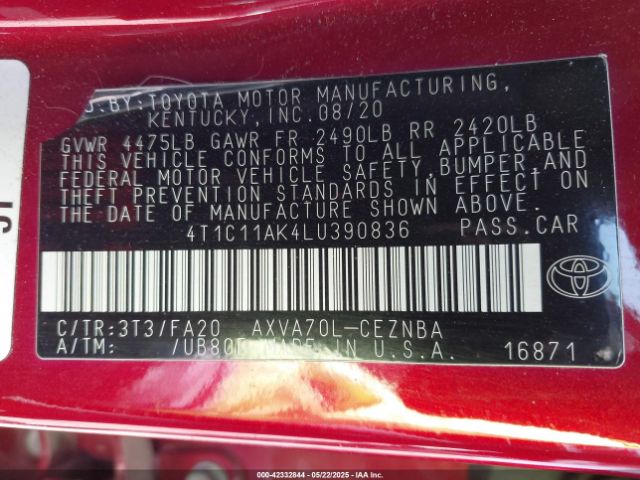 BY: TOYOTA MOTOR MANUFACTURING,
KENTUCKY, INC. 08/20
GVWR 4475LB GAWR FR 2490LB RR 2420LB
THIS VEHICLE CONFORMS TO ALL APPLICABLE
FEDERAL MOTOR VEHICLE SAFETY, BUMPER, AND
THEFT PREVENTION STANDARDS IN EFFECT ON
THE DATE OF MANUFACTURE SHOWN ABOVE.
4T1C11AK4LU390836 PASS.CAR
C/TR:3T3/FA20 AXVA70L-CEZNBA
A/TM: /UB80E MADE IN U.S.A. 16871
IAA 42332844 05/22/2025 IAA Inc.